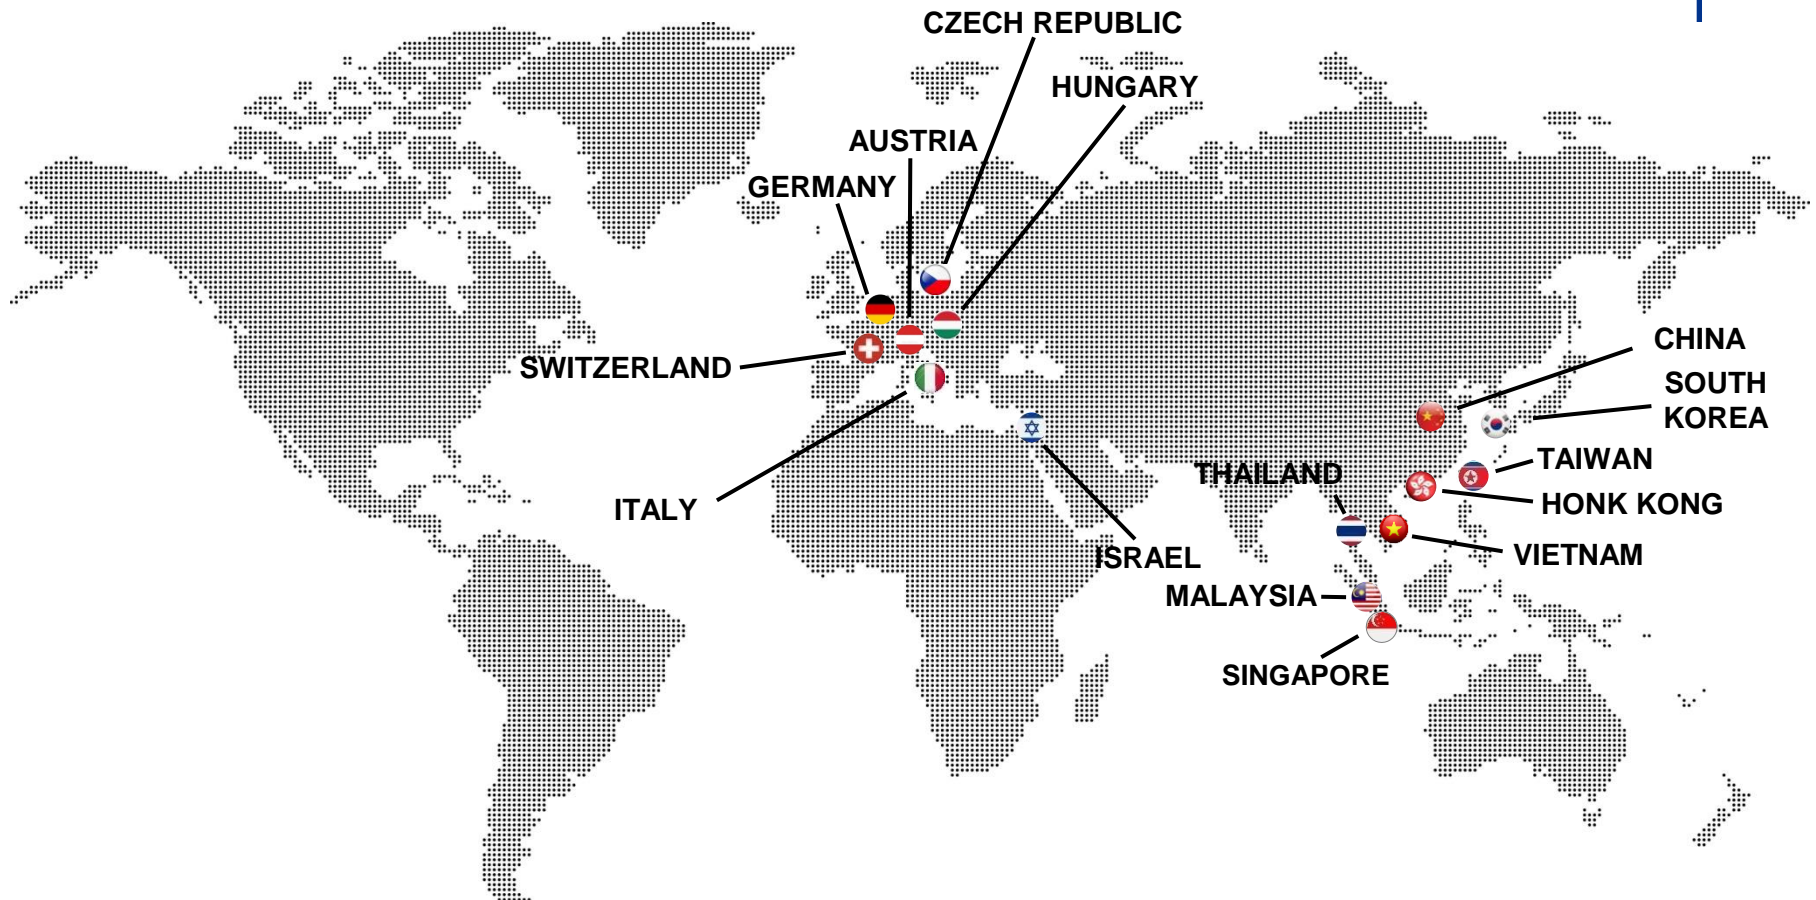 CZECH REPUBLIC
HUNGARY
AUSTRIA
GERMANY
SWITZERLAND
ITALY
ISRAEL
CHINA
SOUTH
KOREA
TAIWAN
THAILAND
HONK KONG
VIETNAM
MALAYSIA
SINGAPORE